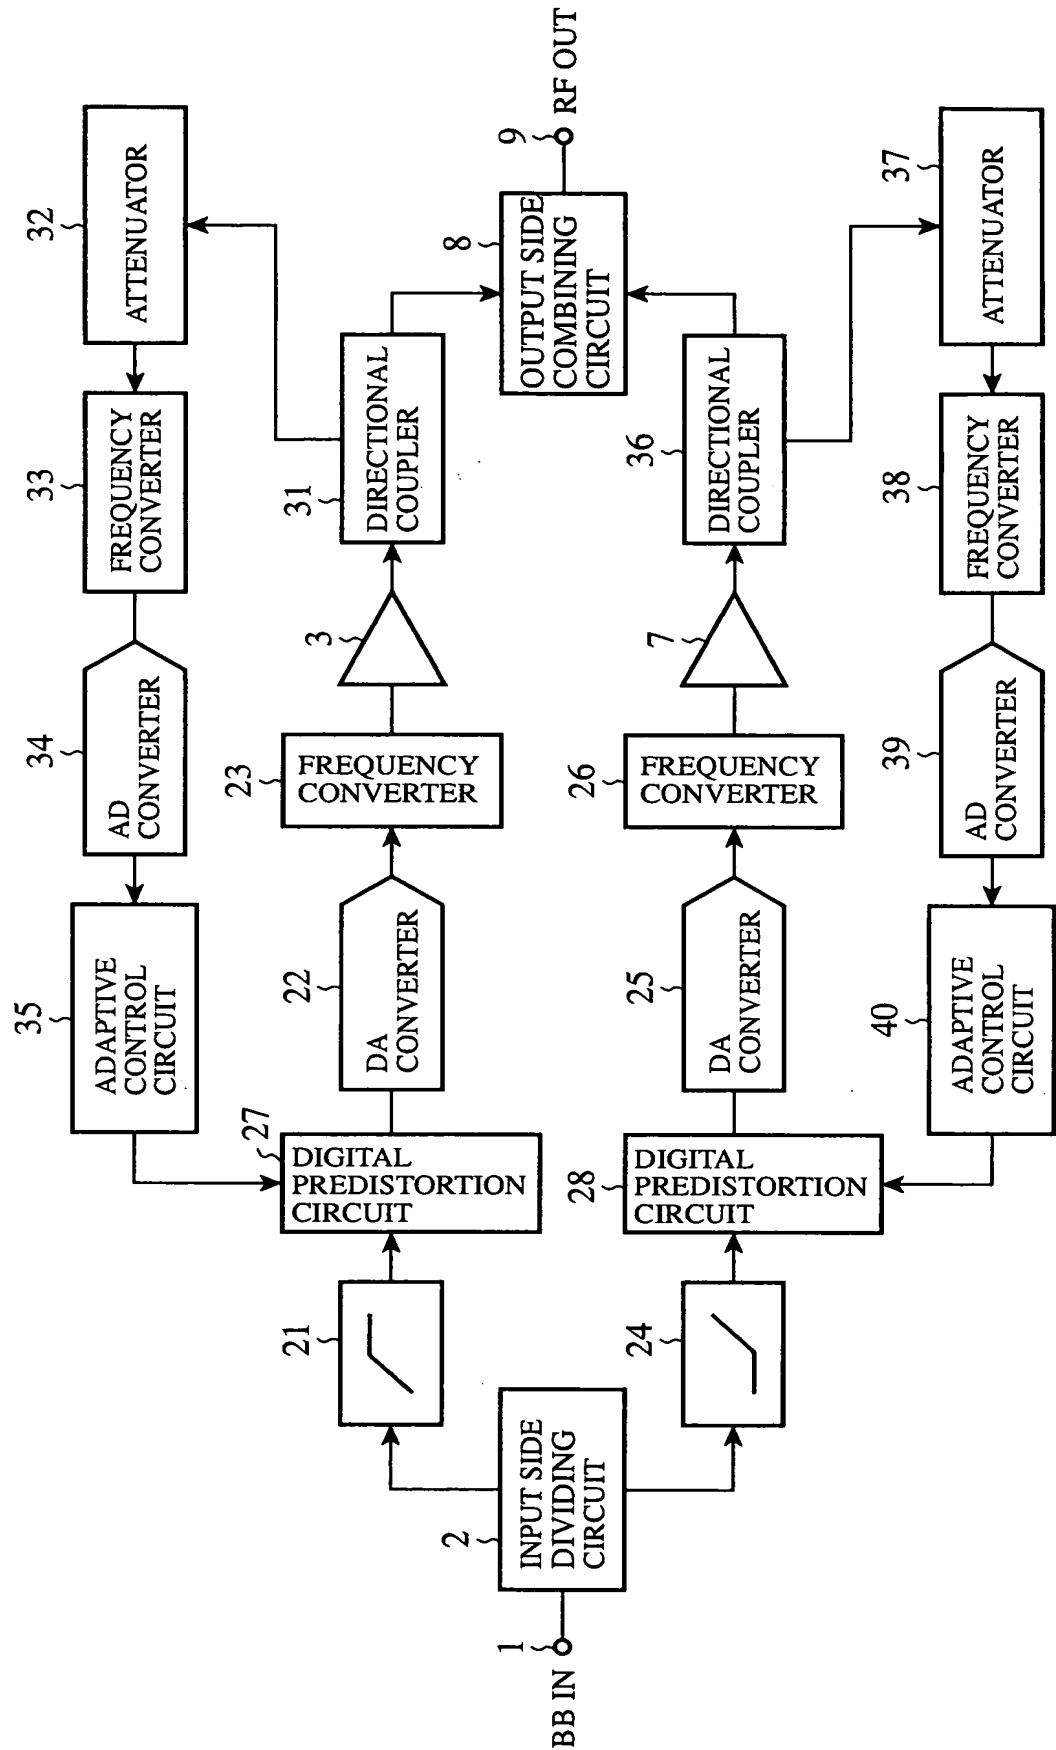 32
ATTENUATOR
33
FREQUENCY
CONVERTER
34
AD
CONVERTER
35
ADAPTIVE
CONTROL
CIRCUIT
BB IN
1
2
INPUT SIDE
DIVIDING
CIRCUIT
21
27
DIGITAL
PREDISTORTION
CIRCUIT
22
DA
CONVERTER
23
FREQUENCY
CONVERTER
3
31
DIRECTIONAL
COUPLER
8
OUTPUT SIDE
COMBINING
CIRCUIT
9
RF OUT
24
28
DIGITAL
PREDISTORTION
CIRCUIT
25
DA
CONVERTER
26
FREQUENCY
CONVERTER
7
36
DIRECTIONAL
COUPLER
37
ATTENUATOR
38
FREQUENCY
CONVERTER
39
AD
CONVERTER
40
ADAPTIVE
CONTROL
CIRCUIT